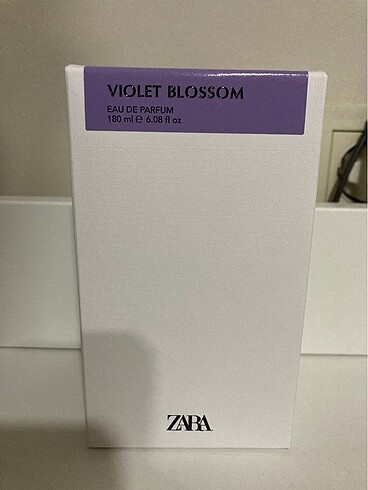 VIOLET BLOSSOM
EAU DE PARFUM
180 ml ℮ 6.08 fl oz
ZARA